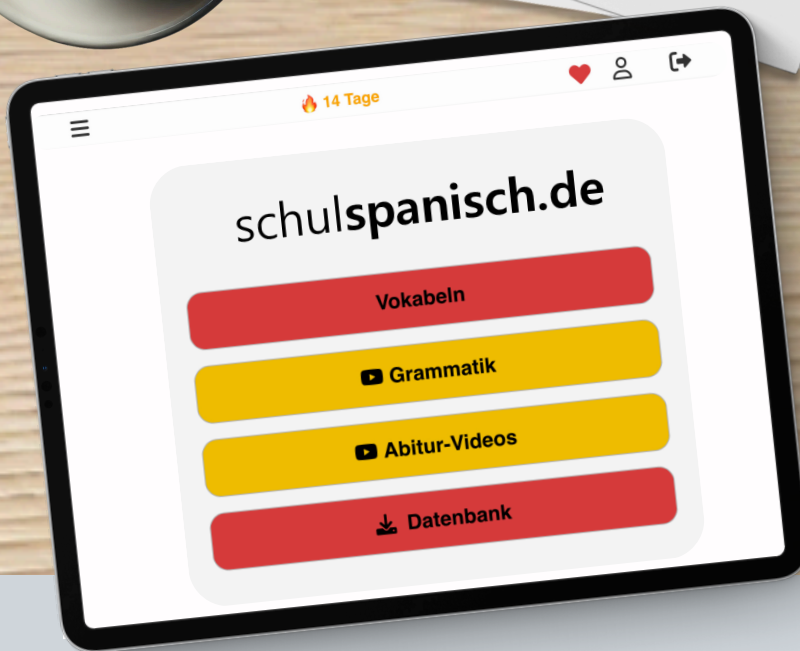 14 Tage
schulspanisch.de
Vokabeln
Grammatik
Abitur-Videos
Datenbank